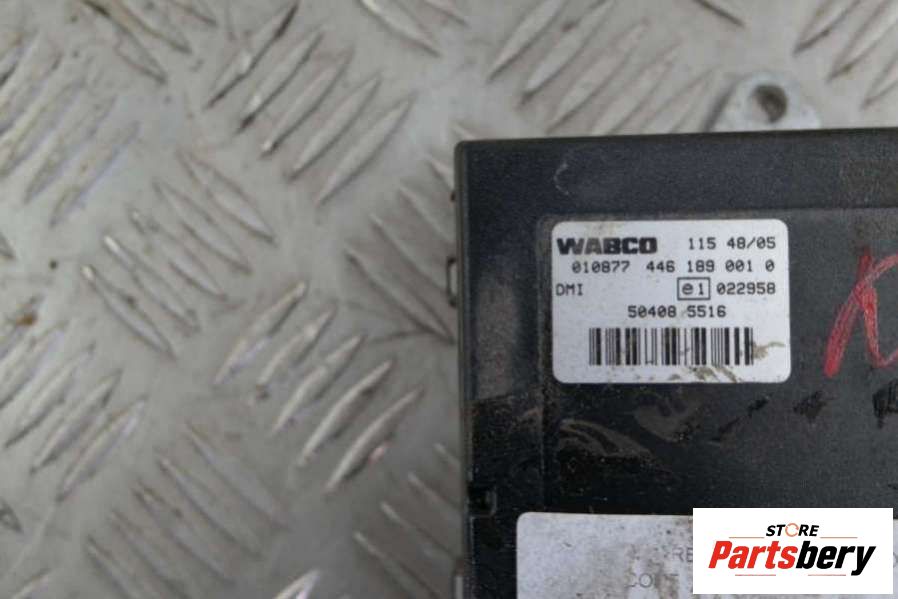 WABCO 115 48/05
010877 446 189 001 0
DMI e1 022958
50408 5516
STORE
Partsbery